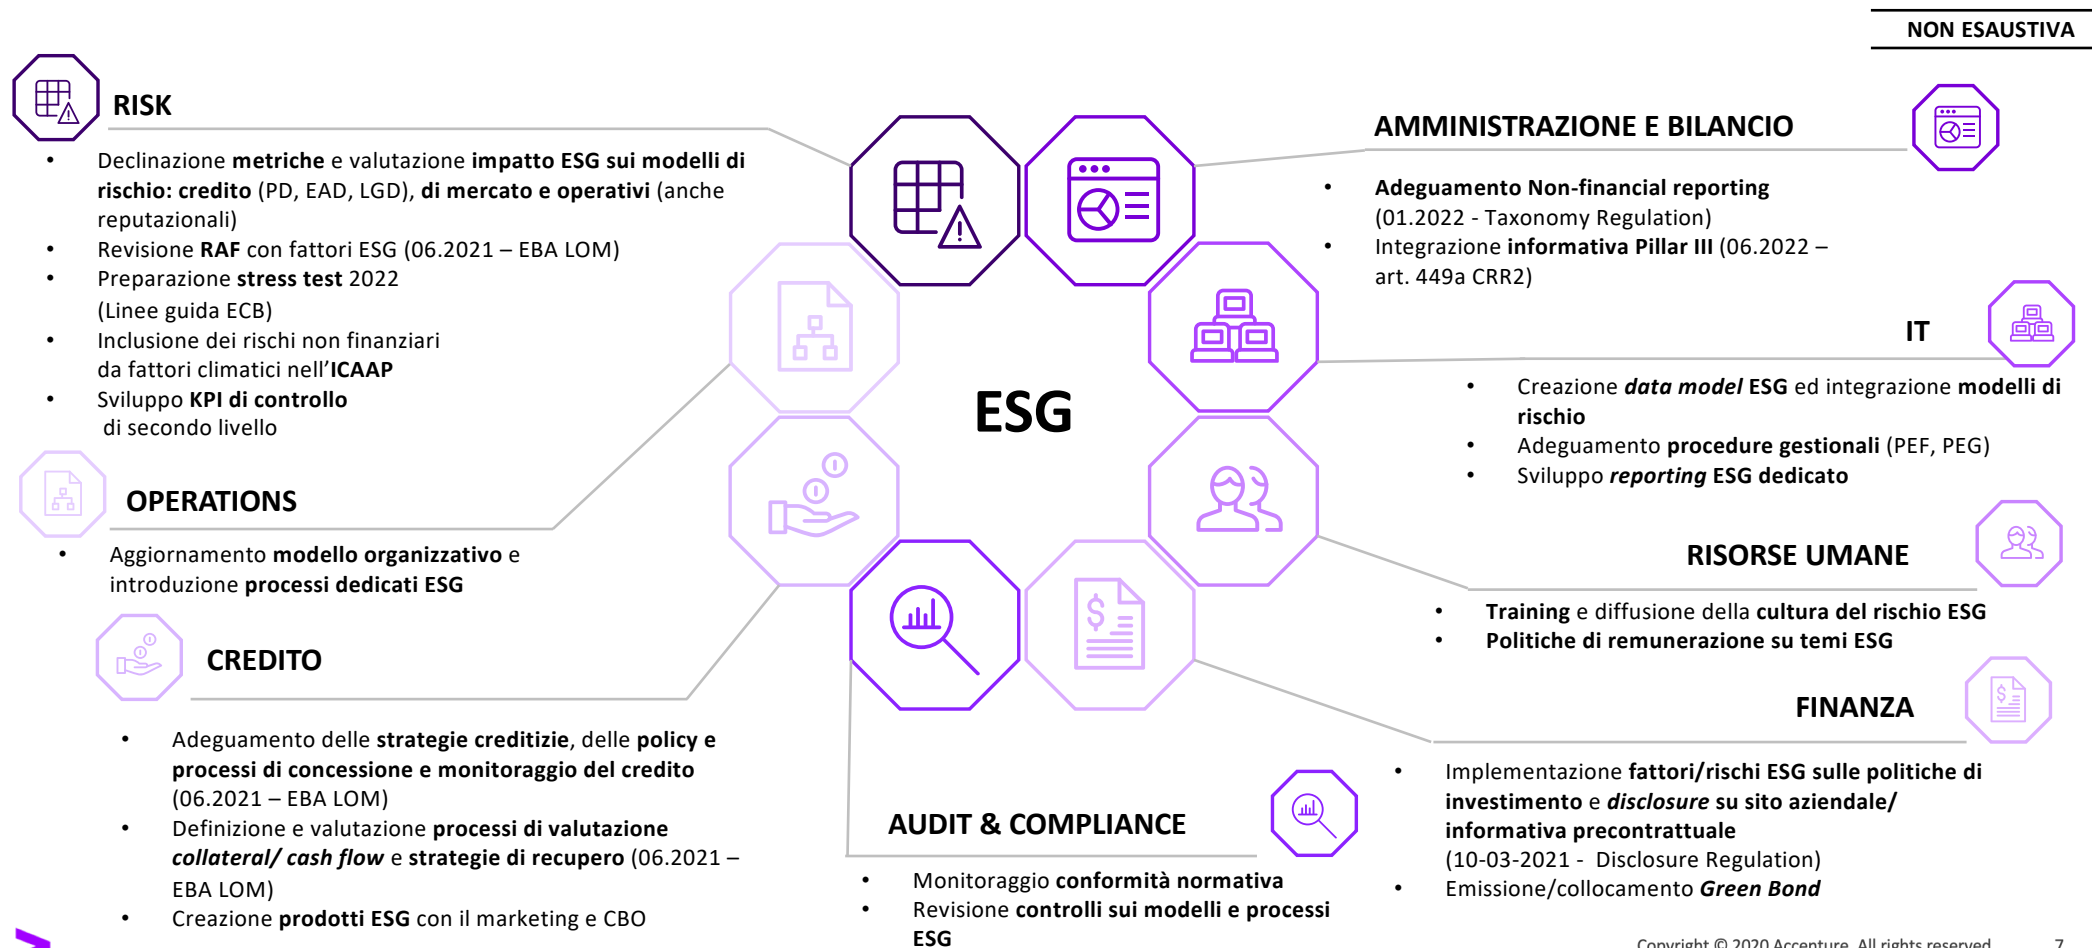 NON ESAUSTIVA
RISK
• Declinazione metriche e valutazione impatto ESG sui modelli di
rischio: credito (PD, EAD, LGD), di mercato e operativi (anche
reputazionali)
• Revisione RAF con fattori ESG (06.2021 – EBA LOM)
• Preparazione stress test 2022
(Linee guida ECB)
• Inclusione dei rischi non finanziari
da fattori climatici nell’ICAAP
• Sviluppo KPI di controllo
di secondo livello
OPERATIONS
• Aggiornamento modello organizzativo e
introduzione processi dedicati ESG
CREDITO
• Adeguamento delle strategie creditizie, delle policy e
processi di concessione e monitoraggio del credito
(06.2021 – EBA LOM)
• Definizione e valutazione processi di valutazione
collateral/ cash flow e strategie di recupero (06.2021 –
EBA LOM)
• Creazione prodotti ESG con il marketing e CBO
ESG
AUDIT & COMPLIANCE
• Monitoraggio conformità normativa
• Revisione controlli sui modelli e processi
ESG
AMMINISTRAZIONE E BILANCIO
• Adeguamento Non-financial reporting
(01.2022 - Taxonomy Regulation)
• Integrazione informativa Pillar III (06.2022 –
art. 449a CRR2)
IT
• Creazione data model ESG ed integrazione modelli di
rischio
• Adeguamento procedure gestionali (PEF, PEG)
• Sviluppo reporting ESG dedicato
RISORSE UMANE
• Training e diffusione della cultura del rischio ESG
• Politiche di remunerazione su temi ESG
FINANZA
• Implementazione fattori/rischi ESG sulle politiche di
investimento e disclosure su sito aziendale/
informativa precontrattuale
(10-03-2021 - Disclosure Regulation)
• Emissione/collocamento Green Bond
Copyright © 2020 Accenture. All rights reserved. 7